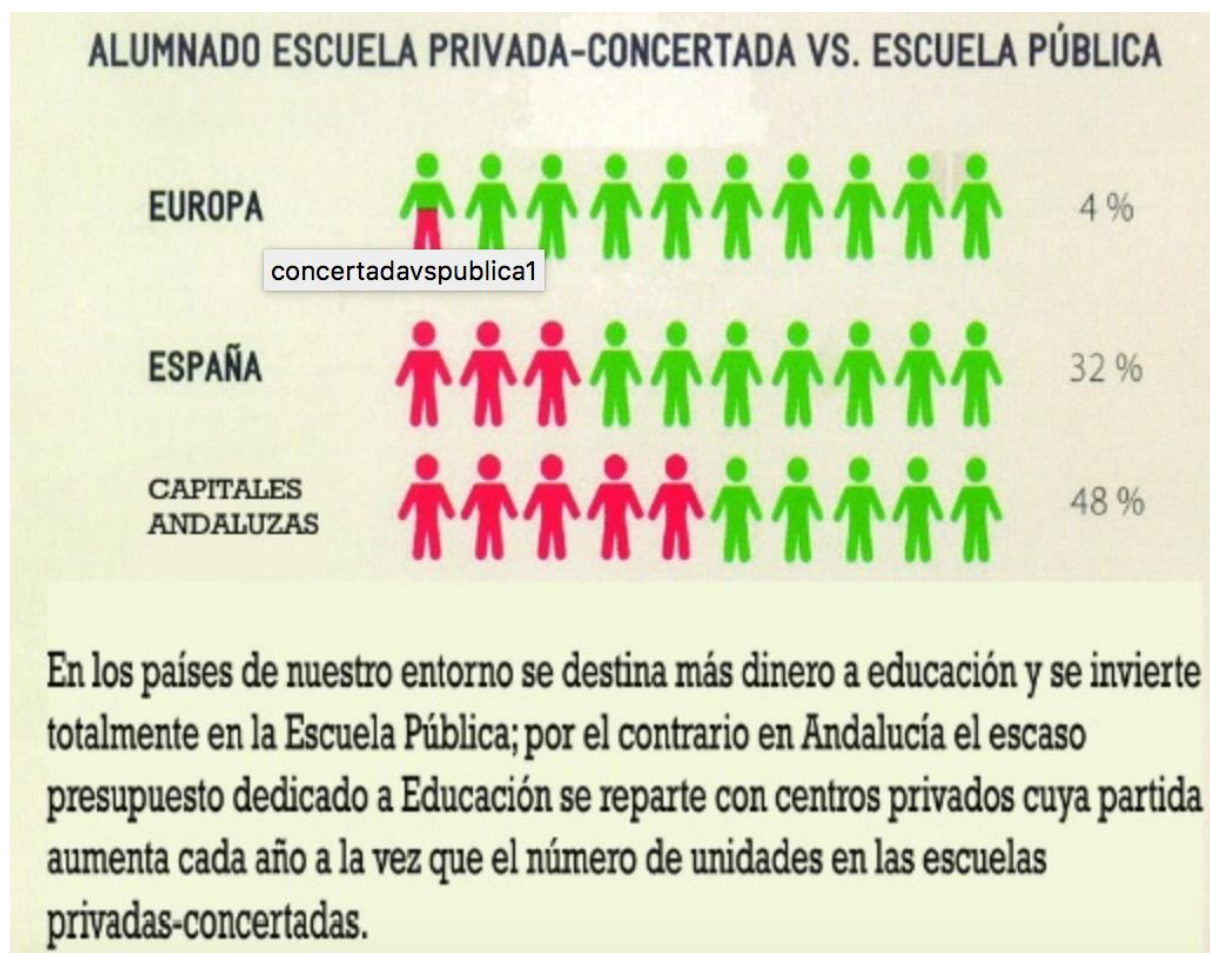 ALUMNADO ESCUELA PRIVADA-CONCERTADA VS. ESCUELA PÚBLICA
EUROPA 4 %
concertadavspublica1
ESPAÑA 32 %
CAPITALES
ANDALUZAS 48 %
En los países de nuestro entorno se destina más dinero a educación y se invierte
totalmente en la Escuela Pública; por el contrario en Andalucía el escaso
presupuesto dedicado a Educación se reparte con centros privados cuya partida
aumenta cada año a la vez que el número de unidades en las escuelas
privadas-concertadas.